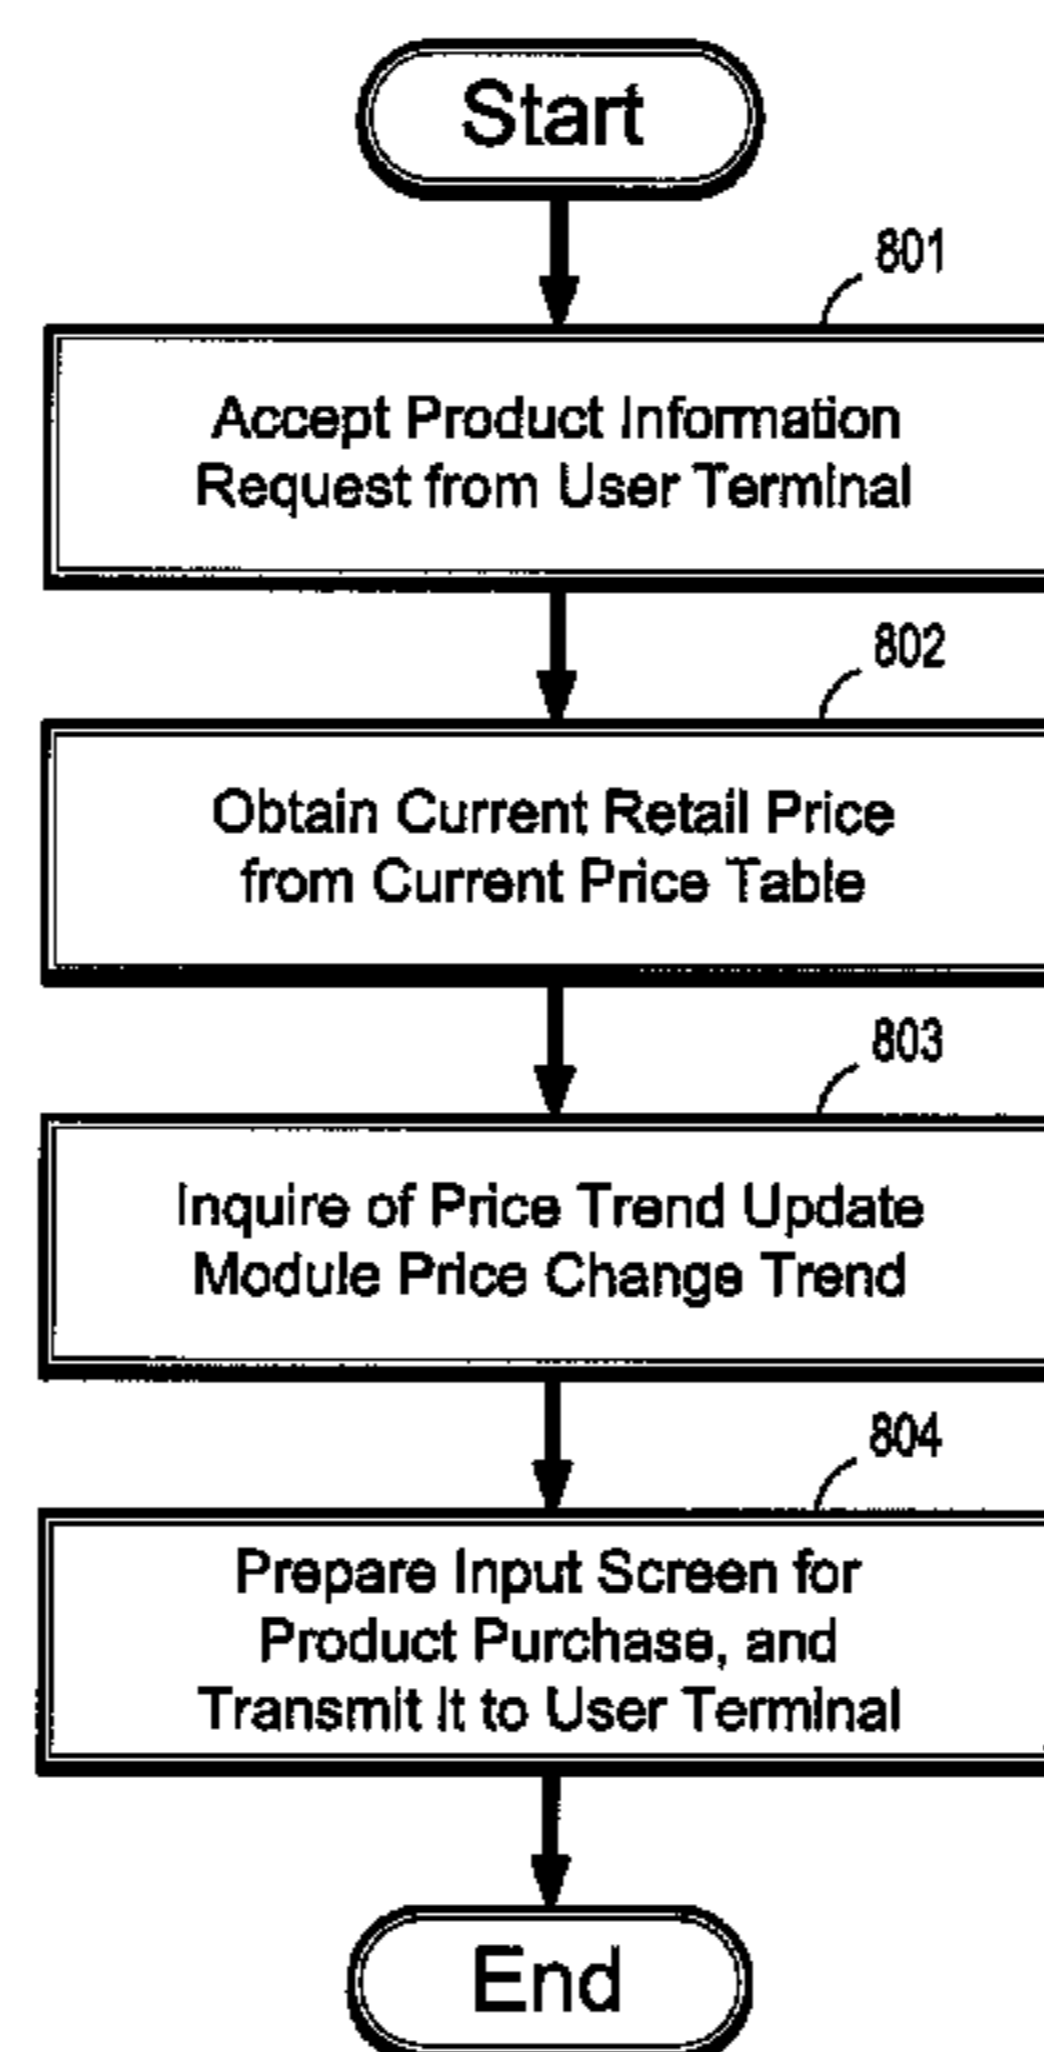 Start
801
Accept Product Information
Request from User Terminal
802
Obtain Current Retail Price
from Current Price Table
803
Inquire of Price Trend Update
Module Price Change Trend
804
Prepare Input Screen for
Product Purchase, and
Transmit It to User Terminal
End